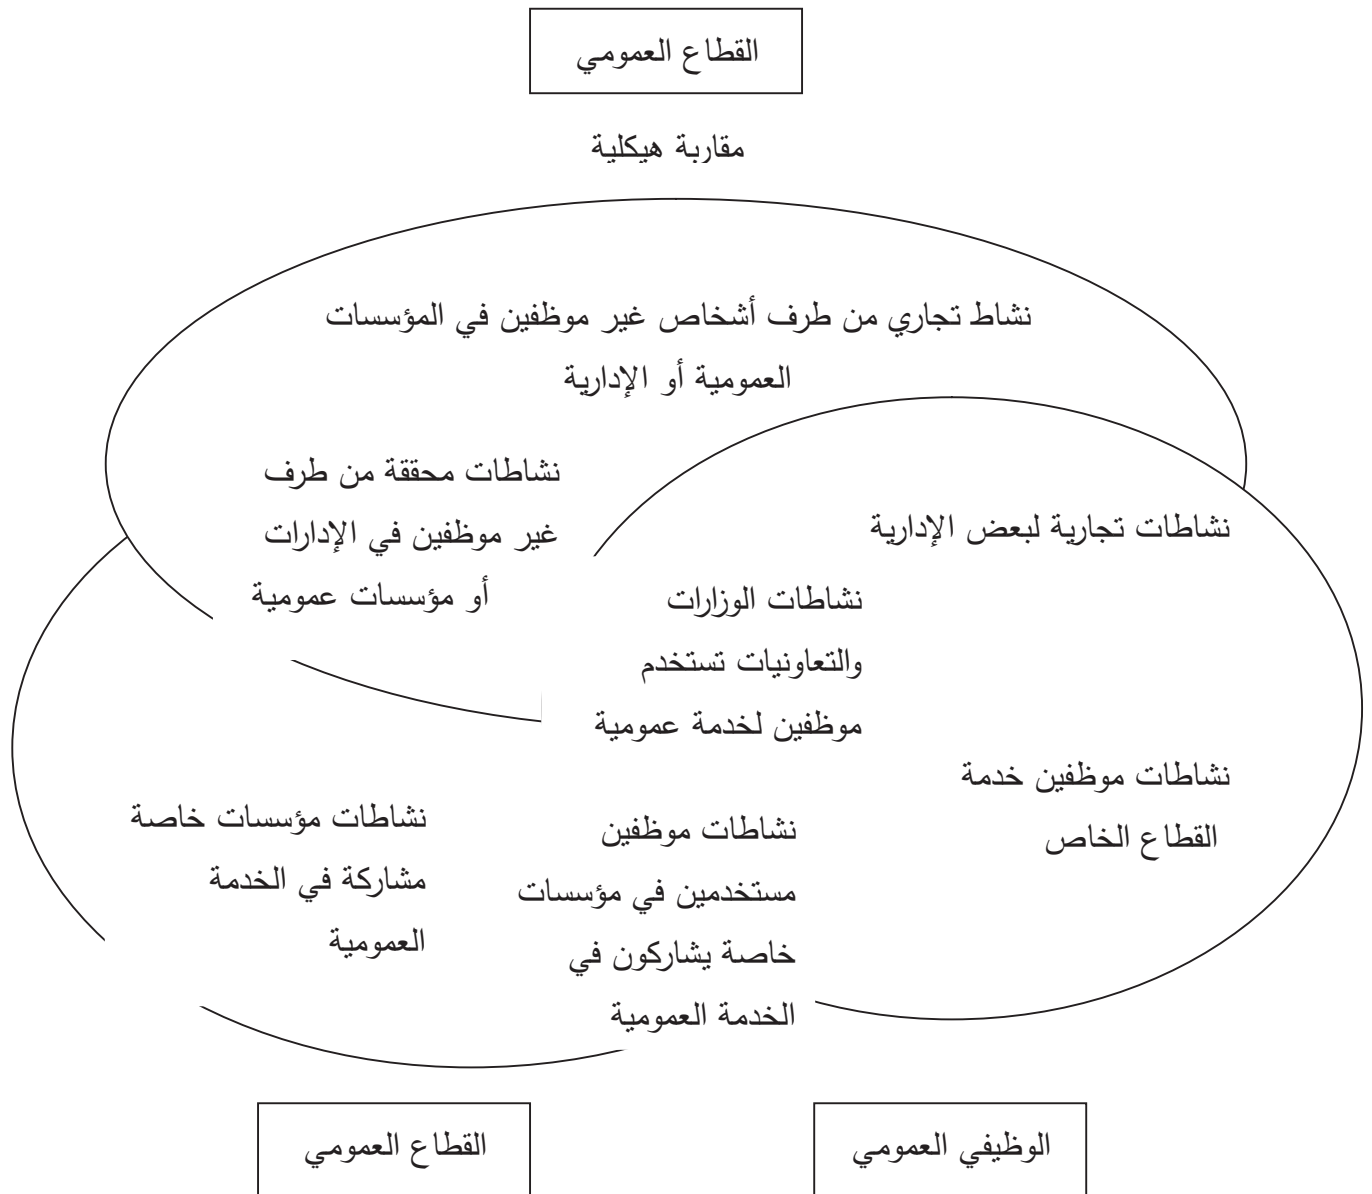 القطاع العمومي
مقاربة هيكلية
نشاط تجاري من طرف أشخاص غير موظفين في المؤسسات
العمومية أو الإدارية
نشاطات محققة من طرف
غير موظفين في الإدارات
أو مؤسسات عمومية
نشاطات تجارية لبعض الإدارية
نشاطات الوزارات
والتعاونيات تستخدم
موظفين لخدمة عمومية
نشاطات موظفين خدمة
القطاع الخاص
نشاطات موظفين
مستخدمين في مؤسسات
خاصة يشاركون في
الخدمة العمومية
نشاطات مؤسسات خاصة
مشاركة في الخدمة
العمومية
الوظيفي العمومي
القطاع العمومي